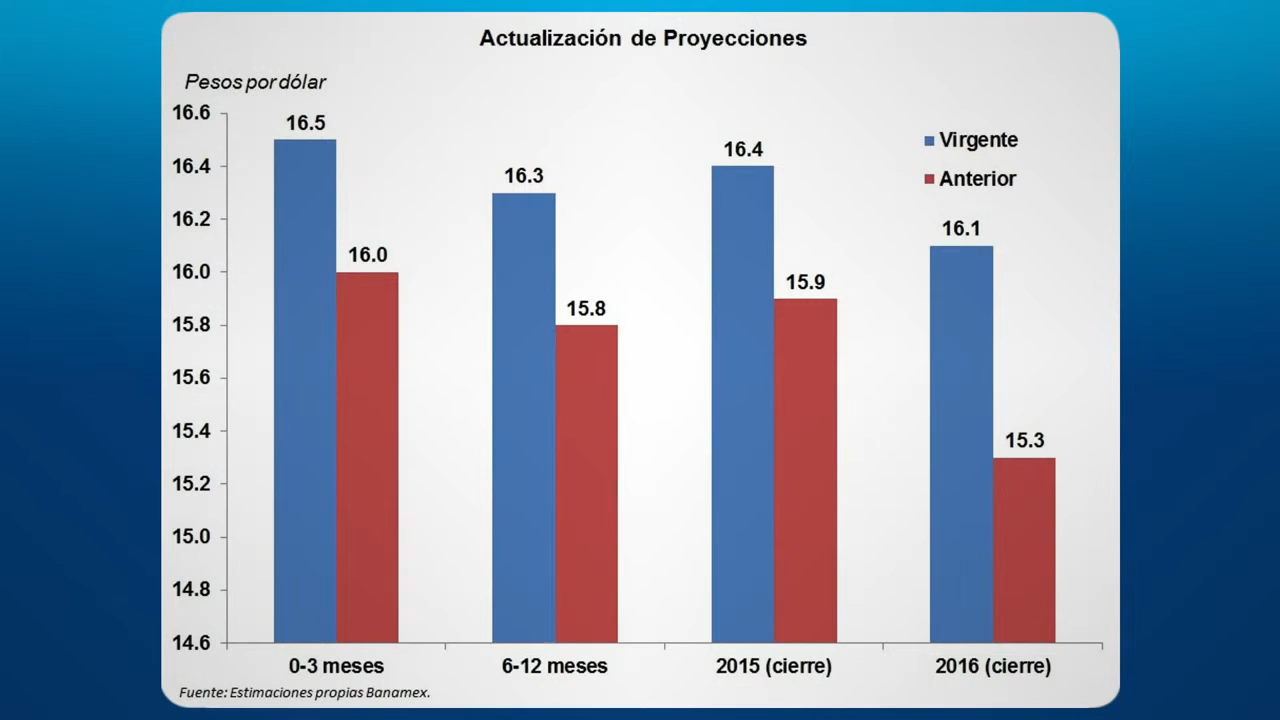 Actualización de Proyecciones
Pesos por dólar
16.6
16.4
16.2
16.0
15.8
15.6
15.4
15.2
15.0
14.8
14.6
16.5
16.0
16.3
15.8
16.4
15.9
16.1
15.3
Virgente
Anterior
0-3 meses
6-12 meses
2015 (cierre)
2016 (cierre)
Fuente: Estimaciones propias Banamex.